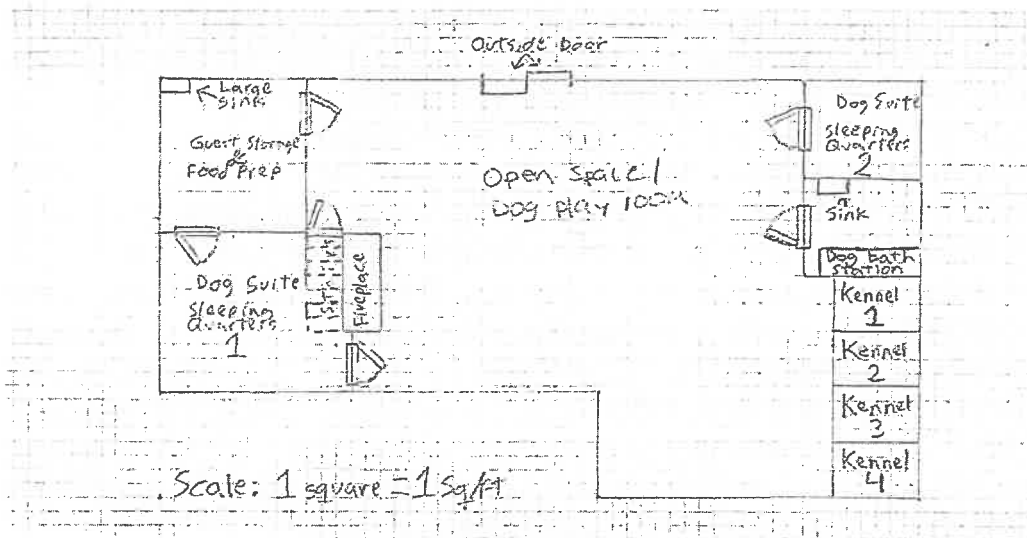 Outside Door
Large
Sink
Guest Storage
&
Food Prep
Open Space/
Dog Play room
Dog Suite
Sleeping
Quarters
2
Sink
Dog bath
station
Dog Suite
Sleeping
Quarters
1
Fireplace
Kennel
1
Kennel
2
Kennel
3
Kennel
4
Scale: 1 square = 1 Sq/ft